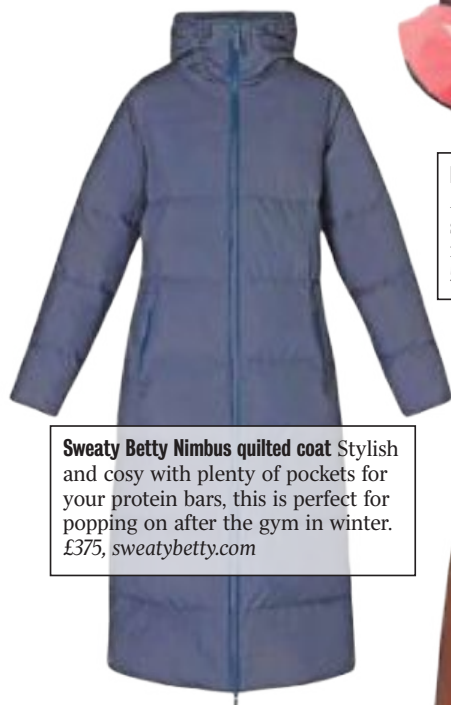 Sweaty Betty Nimbus quilted coat Stylish
and cosy with plenty of pockets for
your protein bars, this is perfect for
popping on after the gym in winter.
£375, sweatybetty.com